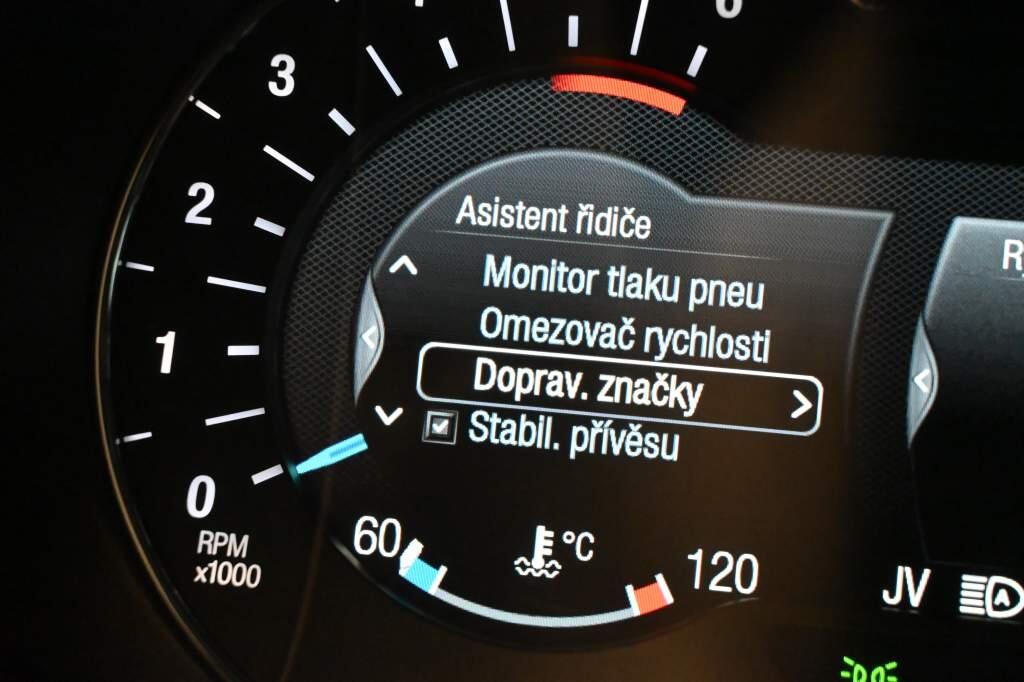 6
3
2
1
0
RPM
x1000
Asistent řidiče
Monitor tlaku pneu
Omezovač rychlosti
Doprav. značky
Stabil. přívěsu
60
°C
120
R
JV
A